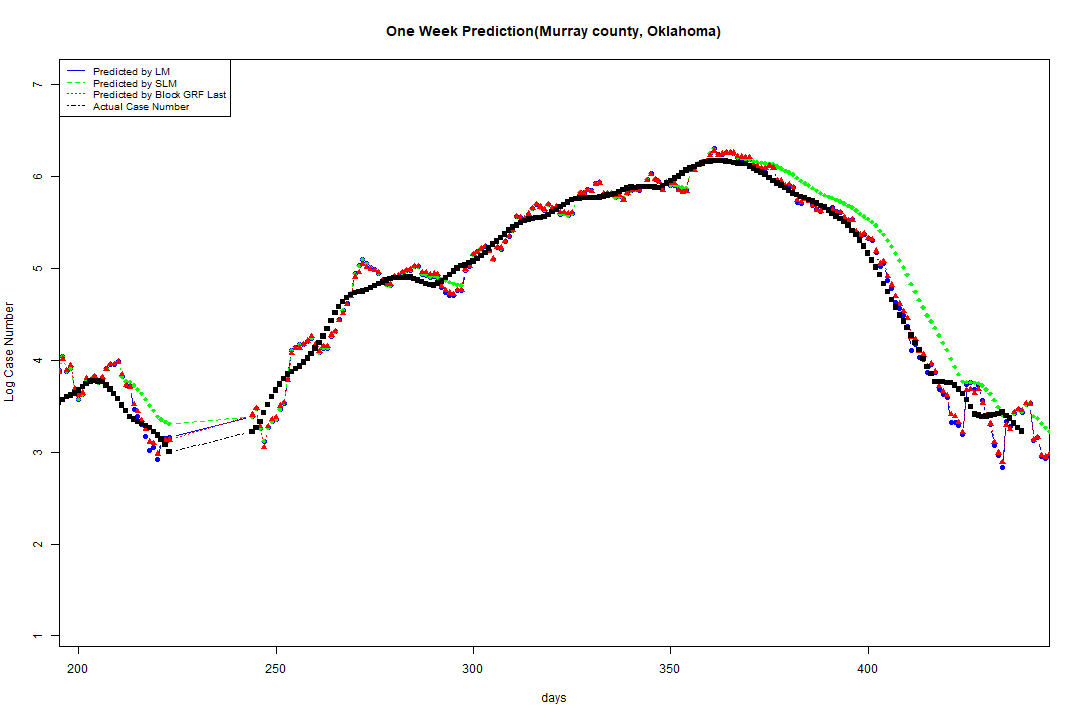 One Week Prediction(Murray county, Oklahoma)
Predicted by LM
Predicted by SLM
Predicted by Block GRF Last
Actual Case Number
7
6
5
4
3
2
1
Log Case Number
200 250 300 350 400
days